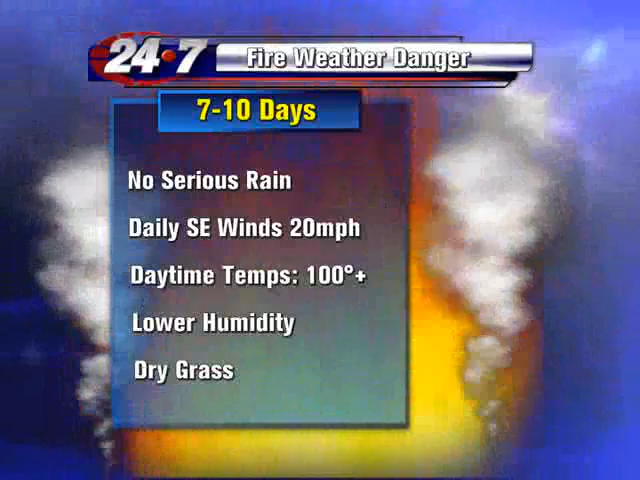 24•7 Fire Weather Danger
7-10 Days
No Serious Rain
Daily SE Winds 20mph
Daytime Temps: 100°+
Lower Humidity
Dry Grass